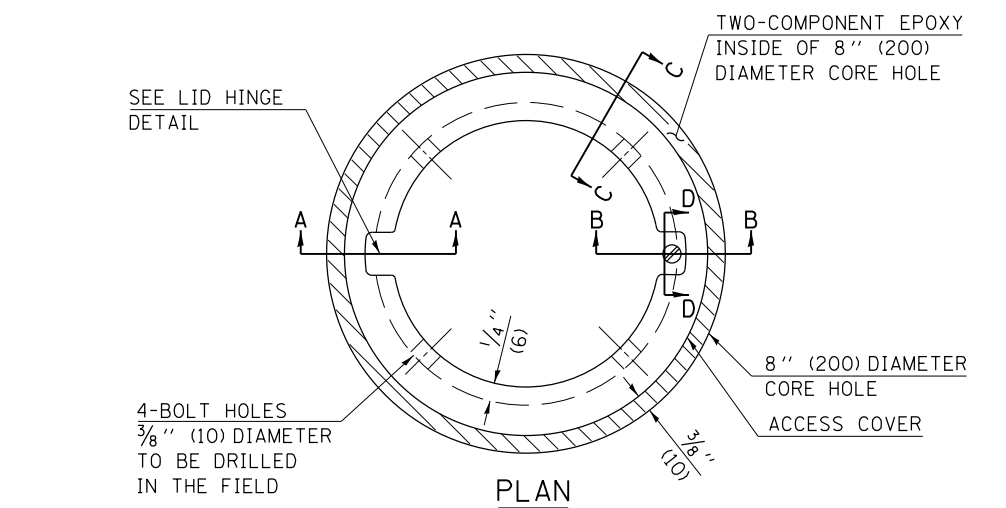 TWO-COMPONENT EPOXY
INSIDE OF 8" (200)
DIAMETER CORE HOLE
SEE LID HINGE
DETAIL
C
C
A
A
B
B
D
D
1/4"
(6)
8" (200) DIAMETER
CORE HOLE
ACCESS COVER
4-BOLT HOLES
3/8" (10) DIAMETER
TO BE DRILLED
IN THE FIELD
3/8"
(10)
PLAN